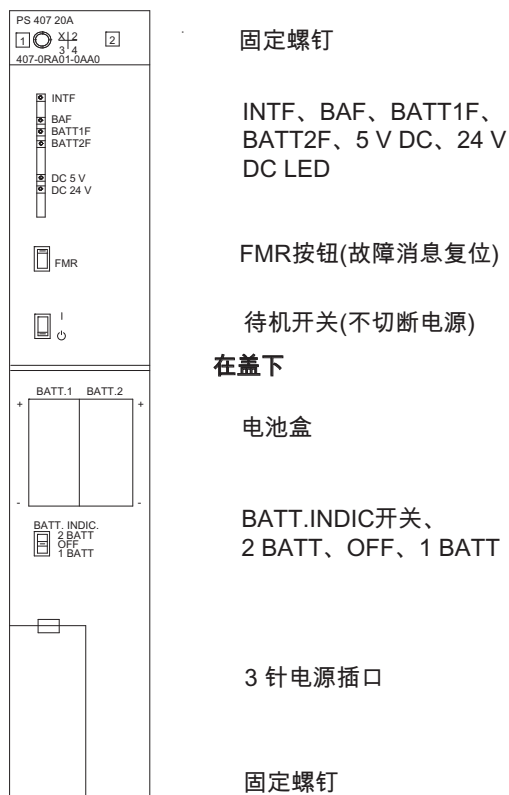 PS 407 20A
1 X 2 2
3 4
407-0RA01-0AA0
固定螺钉
INTF
BAF
BATT1F
BATT2F
DC 5 V
DC 24 V
INTF、BAF、BATT1F、
BATT2F、5 V DC、24 V
DC LED
FMR
FMR按钮(故障消息复位)
I
待机开关(不切断电源)
在盖下
BATT.1 BATT.2
+ +
- -
电池盒
BATT. INDIC.
2 BATT
OFF
1 BATT
BATT.INDIC开关、
2 BATT、OFF、1 BATT
3 针电源插口
固定螺钉